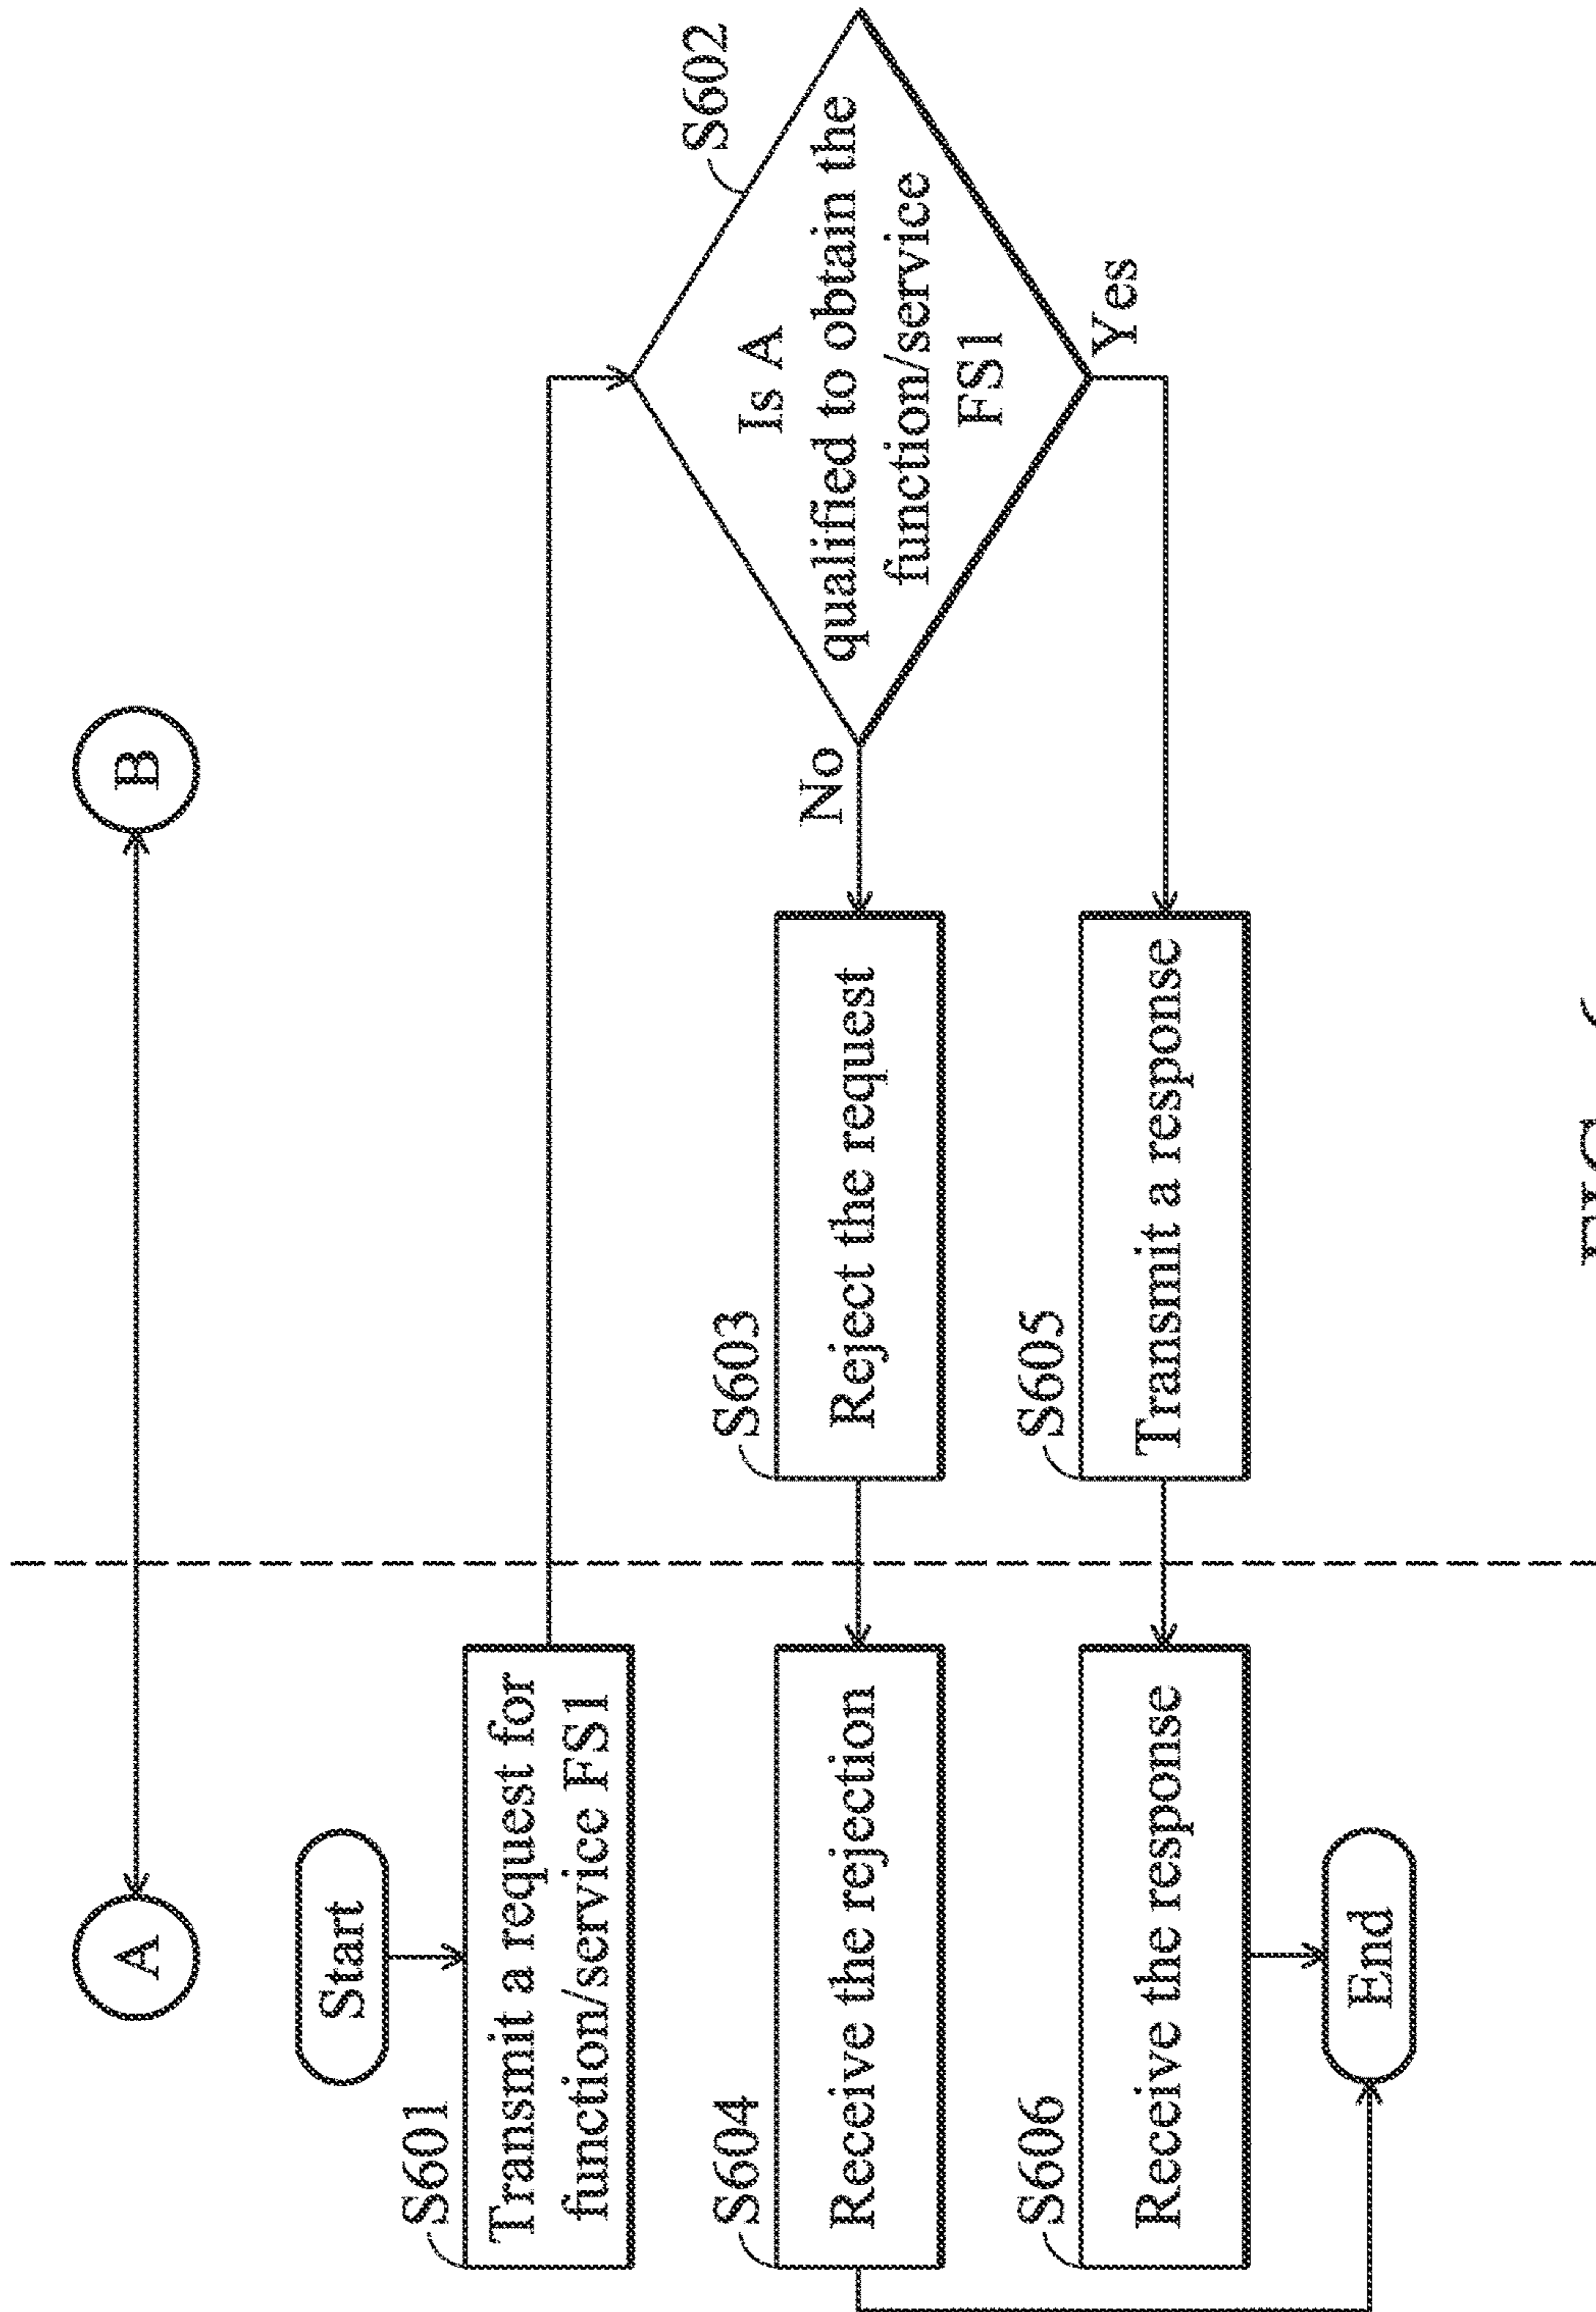 A
B
Start
S601
Transmit a request for
function/service FS1
S602
Is A
qualified to obtain the
function/service
FS1
No
Yes
S604
Receive the rejection
S603
Reject the request
S606
Receive the response
S605
Transmit a response
End